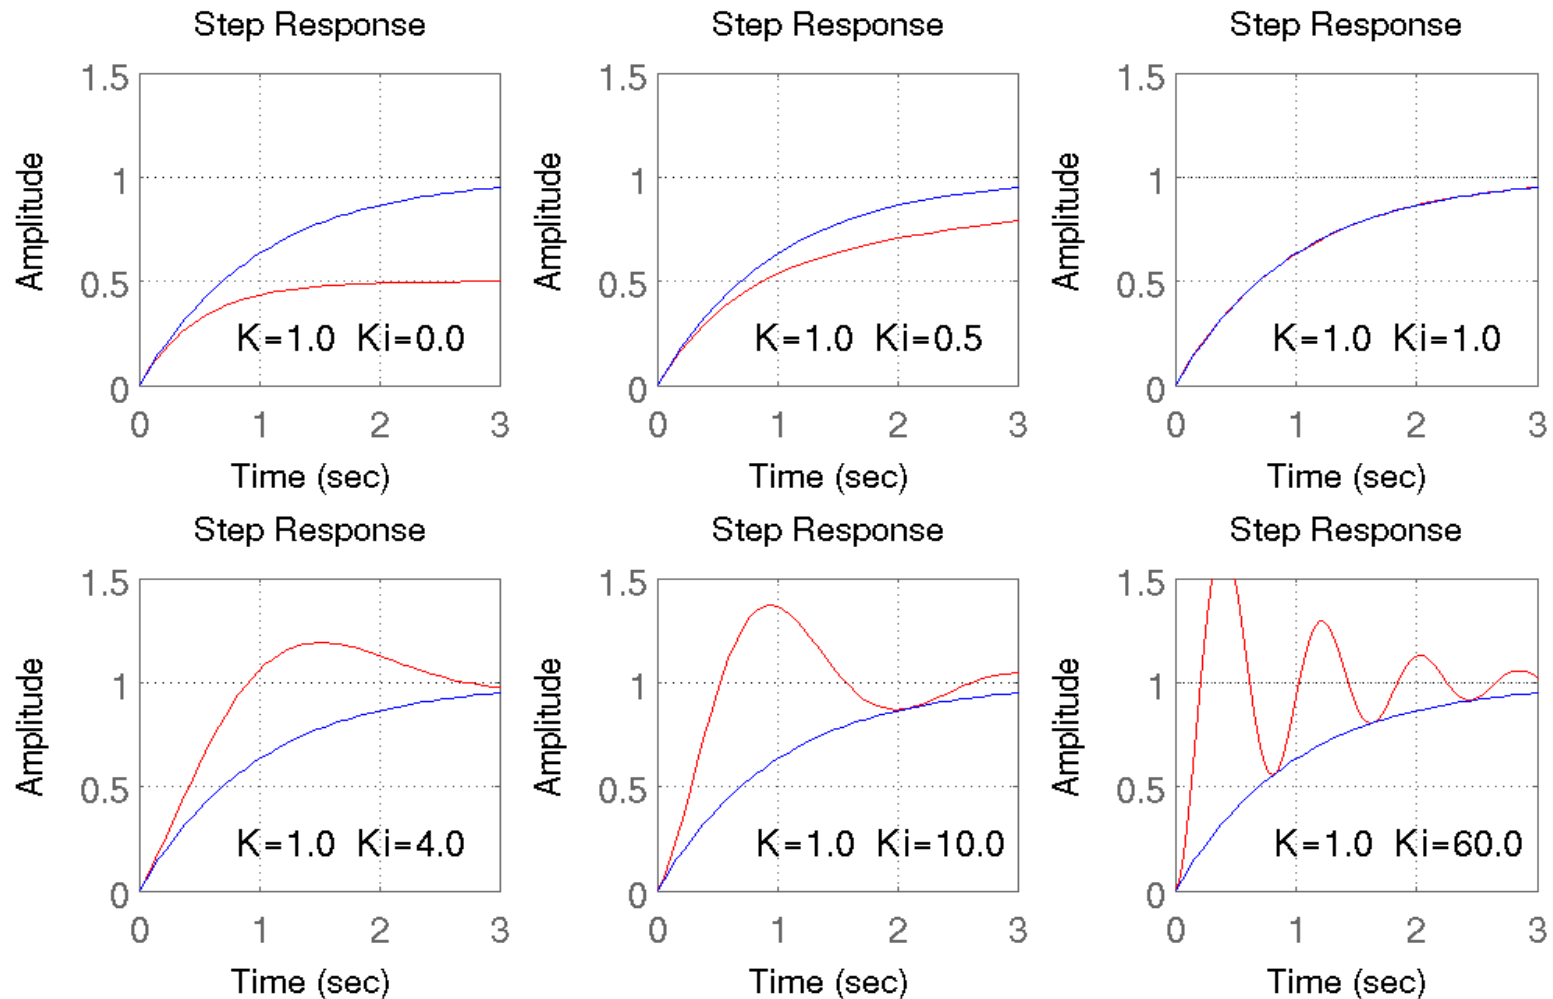 Step Response
1.5
1
0.5
0
Amplitude
K=1.0 Ki=0.0
0 1 2 3
Time (sec)
Step Response
1.5
1
0.5
0
Amplitude
K=1.0 Ki=0.5
0 1 2 3
Time (sec)
Step Response
1.5
1
0.5
0
Amplitude
K=1.0 Ki=1.0
0 1 2 3
Time (sec)
Step Response
1.5
1
0.5
0
Amplitude
K=1.0 Ki=4.0
0 1 2 3
Time (sec)
Step Response
1.5
1
0.5
0
Amplitude
K=1.0 Ki=10.0
0 1 2 3
Time (sec)
Step Response
1.5
1
0.5
0
Amplitude
K=1.0 Ki=60.0
0 1 2 3
Time (sec)